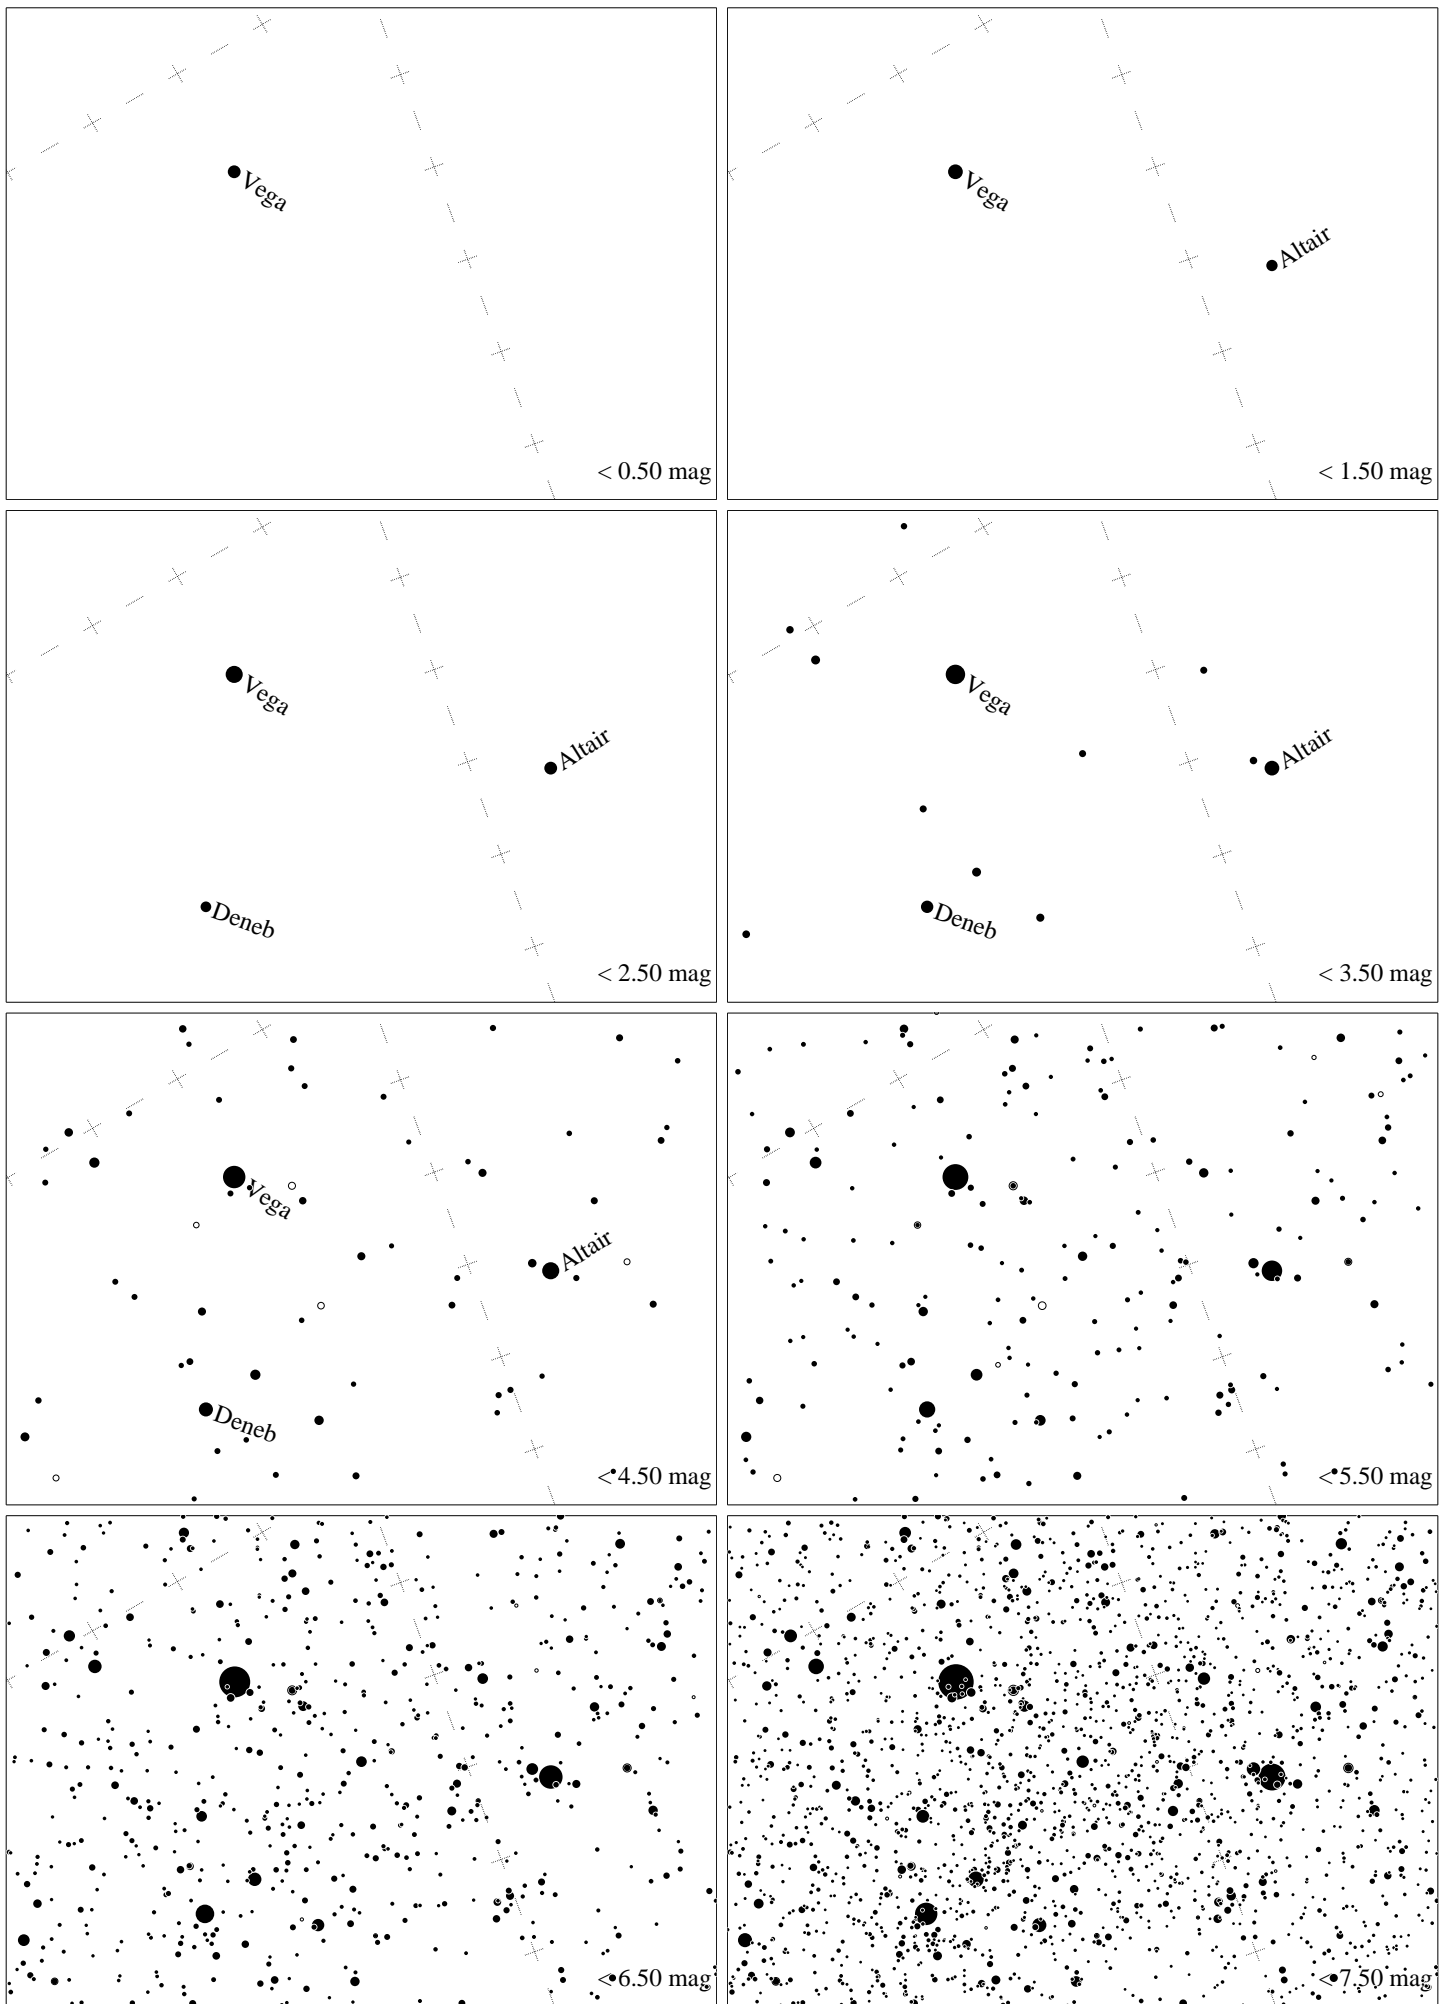 Vega
< 0.50 mag
Vega
Altair
< 1.50 mag
Vega
Altair
Deneb
< 2.50 mag
Vega
Altair
Deneb
< 3.50 mag
Vega
Altair
Deneb
< 4.50 mag
< 5.50 mag
< 6.50 mag
< 7.50 mag